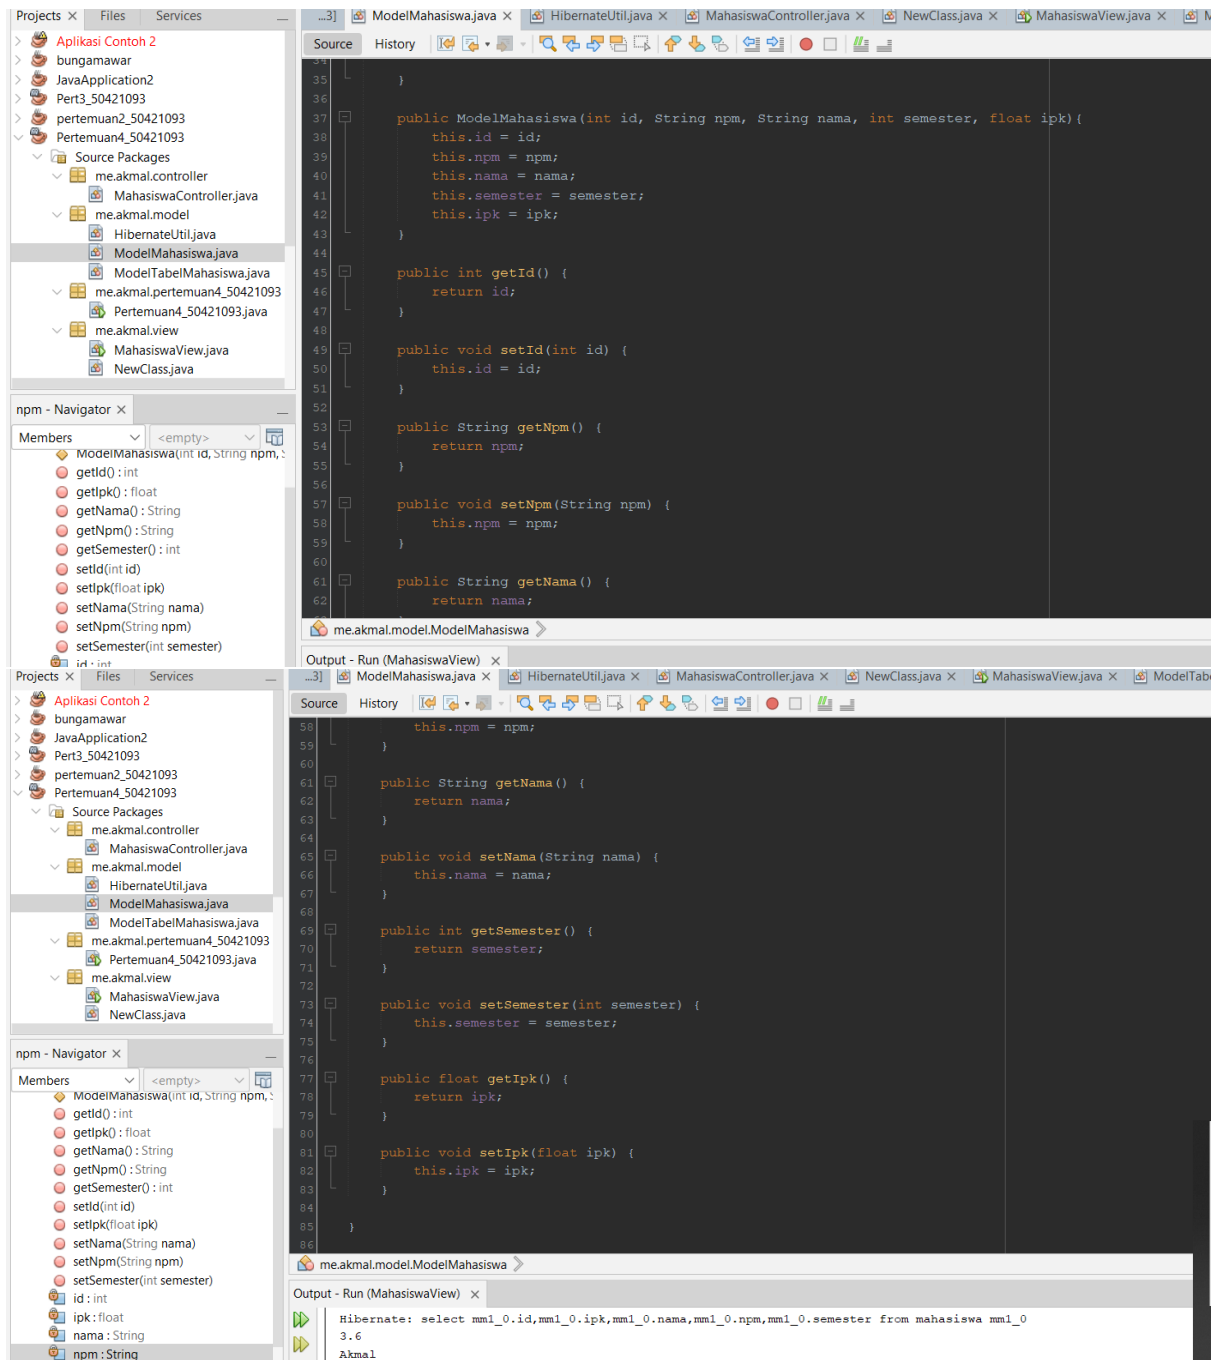 Projects × Files Services
Aplikasi Contoh 2
bungamawar
JavaApplication2
Pert3_50421093
pertemuan2_50421093
Pertemuan4_50421093
Source Packages
me.akmal.controller
MahasiswaController.java
me.akmal.model
HibernateUtil.java
ModelMahasiswa.java
ModelTabelMahasiswa.java
me.akmal.pertemuan4_50421093
Pertemuan4_50421093.java
me.akmal.view
MahasiswaView.java
NewClass.java
npm - Navigator ×
Members <empty>
ModelMahasiswa(int id, String npm, S
getId() : int
getIpk() : float
getNama() : String
getNpm() : String
getSemester() : int
setId(int id)
setIpk(float ipk)
setNama(String nama)
setNpm(String npm)
setSemester(int semester)
id : int
...3] ModelMahasiswa.java × HibernateUtil.java × MahasiswaController.java × NewClass.java × MahasiswaView.java × M
Source History
34
35 }
36
37 public ModelMahasiswa(int id, String npm, String nama, int semester, float ipk){
38 this.id = id;
39 this.npm = npm;
40 this.nama = nama;
41 this.semester = semester;
42 this.ipk = ipk;
43 }
44
45 public int getId() {
46 return id;
47 }
48
49 public void setId(int id) {
50 this.id = id;
51 }
52
53 public String getNpm() {
54 return npm;
55 }
56
57 public void setNpm(String npm) {
58 this.npm = npm;
59 }
60
61 public String getNama() {
62 return nama;
me.akmal.model.ModelMahasiswa
Output - Run (MahasiswaView) ×
Projects × Files Services
Aplikasi Contoh 2
bungamawar
JavaApplication2
Pert3_50421093
pertemuan2_50421093
Pertemuan4_50421093
Source Packages
me.akmal.controller
MahasiswaController.java
me.akmal.model
HibernateUtil.java
ModelMahasiswa.java
ModelTabelMahasiswa.java
me.akmal.pertemuan4_50421093
Pertemuan4_50421093.java
me.akmal.view
MahasiswaView.java
NewClass.java
npm - Navigator ×
Members <empty>
ModelMahasiswa(int id, String npm, S
getId() : int
getIpk() : float
getNama() : String
getNpm() : String
getSemester() : int
setId(int id)
setIpk(float ipk)
setNama(String nama)
setNpm(String npm)
setSemester(int semester)
id : int
ipk : float
nama : String
npm : String
...3] ModelMahasiswa.java × HibernateUtil.java × MahasiswaController.java × NewClass.java × MahasiswaView.java × ModelTabe
Source History
58 this.npm = npm;
59 }
60
61 public String getNama() {
62 return nama;
63 }
64
65 public void setNama(String nama) {
66 this.nama = nama;
67 }
68
69 public int getSemester() {
70 return semester;
71 }
72
73 public void setSemester(int semester) {
74 this.semester = semester;
75 }
76
77 public float getIpk() {
78 return ipk;
79 }
80
81 public void setIpk(float ipk) {
82 this.ipk = ipk;
83 }
84
85 }
86
me.akmal.model.ModelMahasiswa
Output - Run (MahasiswaView) ×
Hibernate: select mm1_0.id,mm1_0.ipk,mm1_0.nama,mm1_0.npm,mm1_0.semester from mahasiswa mm1_0
3.6
Akmal